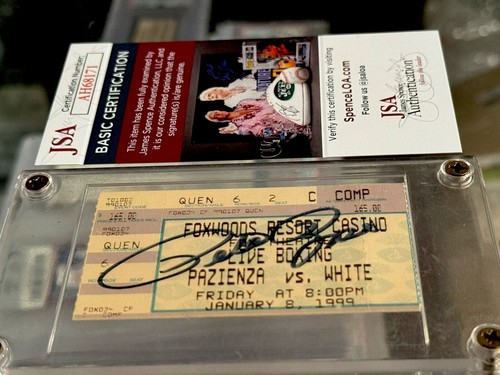 Certification Number
AH68171
JSA
BASIC CERTIFICATION
This item has been fully examined by
James Spence Authentication, LLC and
it is our considered opinion that the
signature(s) is/are genuine.
Verify this certification by visiting
SpenceLOA.com
Follow us @jsaloa
JSA
James Spence
Authentication
QUEN 6 2 C COMP
165.00
FOXWOODS RESORT CASINO
LIVE BOXING
PAZIENZA vs. WHITE
FRIDAY AT 8:00PM
JANUARY 8, 1999
165.00
QUEN
6
COMP